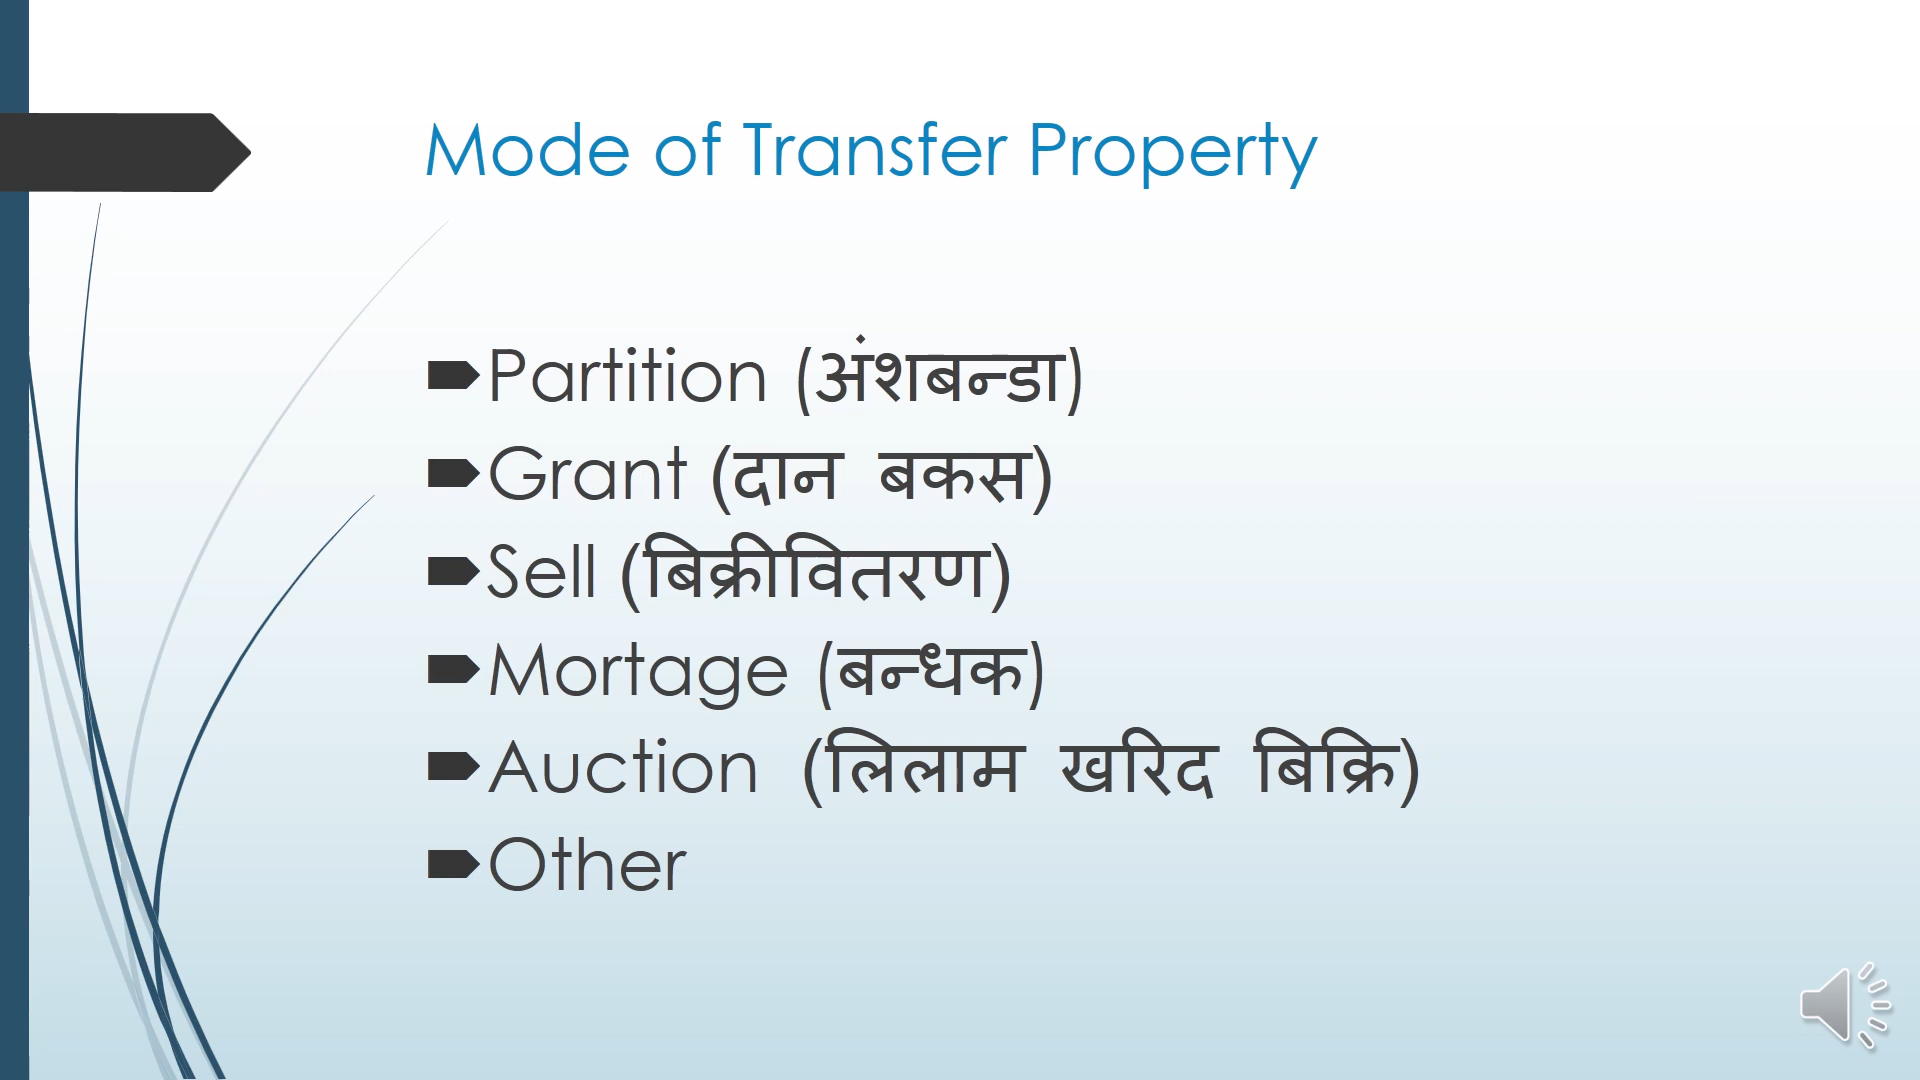 Mode of Transfer Property
Partition (अंशबन्डा)
Grant (दान बकस)
Sell (बिक्रीवितरण)
Mortage (बन्धक)
Auction (लिलाम खरिद बिक्रि)
Other